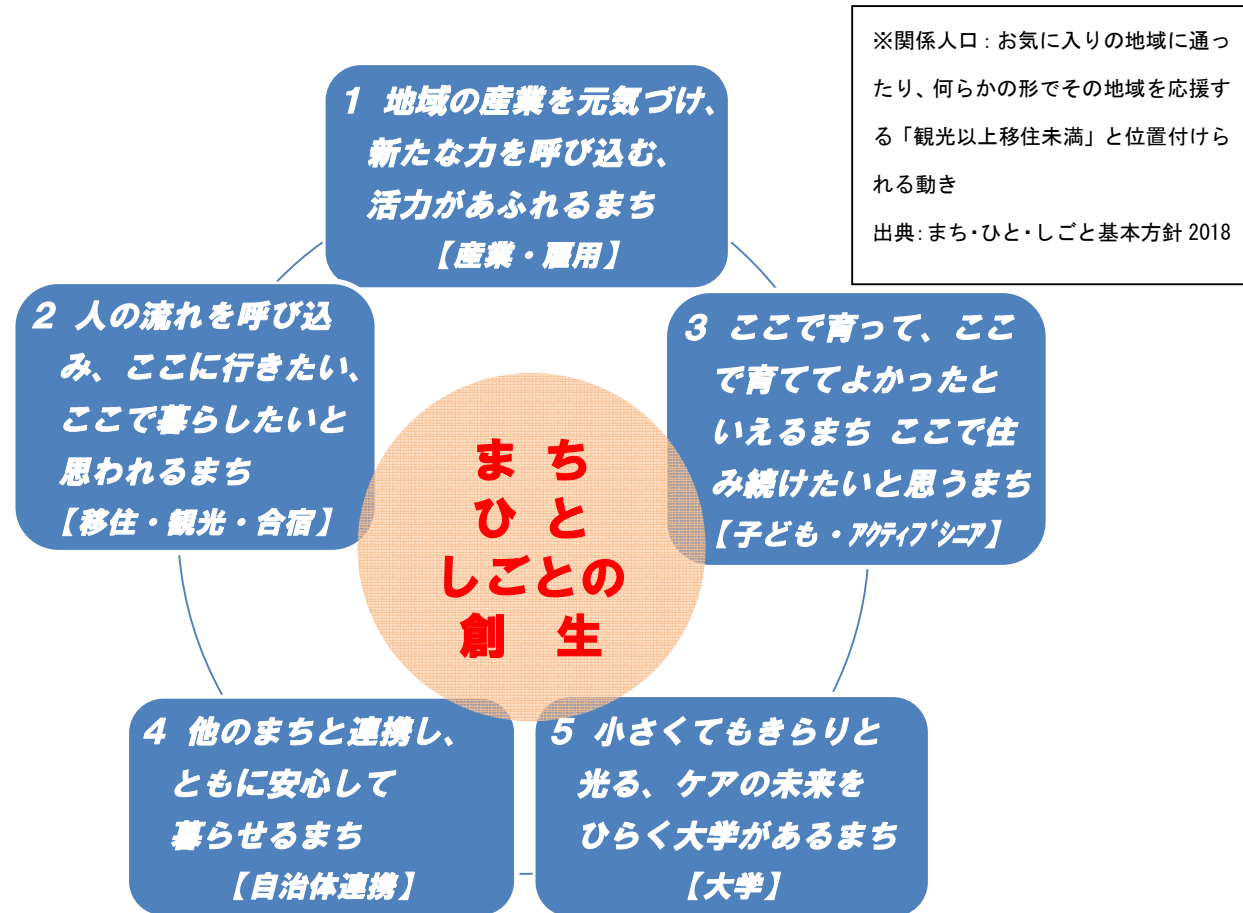 ※関係人口：お気に入りの地域に通っ
たり、何らかの形でその地域を応援す
る「観光以上移住未満」と位置付けら
れる動き
出典：まち・ひと・しごと基本方針 2018
1 地域の産業を元気づけ、
新たな力を呼び込む、
活力があふれるまち
【産業・雇用】
2 人の流れを呼び込
み、ここに行きたい、
ここで暮らしたいと
思われるまち
【移住・観光・合宿】
3 ここで育って、ここ
で育ててよかったと
いえるまち ここで住
み続けたいと思うまち
【子ども・ｱｸﾃｨﾌﾞｼﾆｱ】
まち
ひと
しごとの
創 生
4 他のまちと連携し、
ともに安心して
暮らせるまち
【自治体連携】
5 小さくてもきらりと
光る、ケアの未来を
ひらく大学があるまち
【大学】